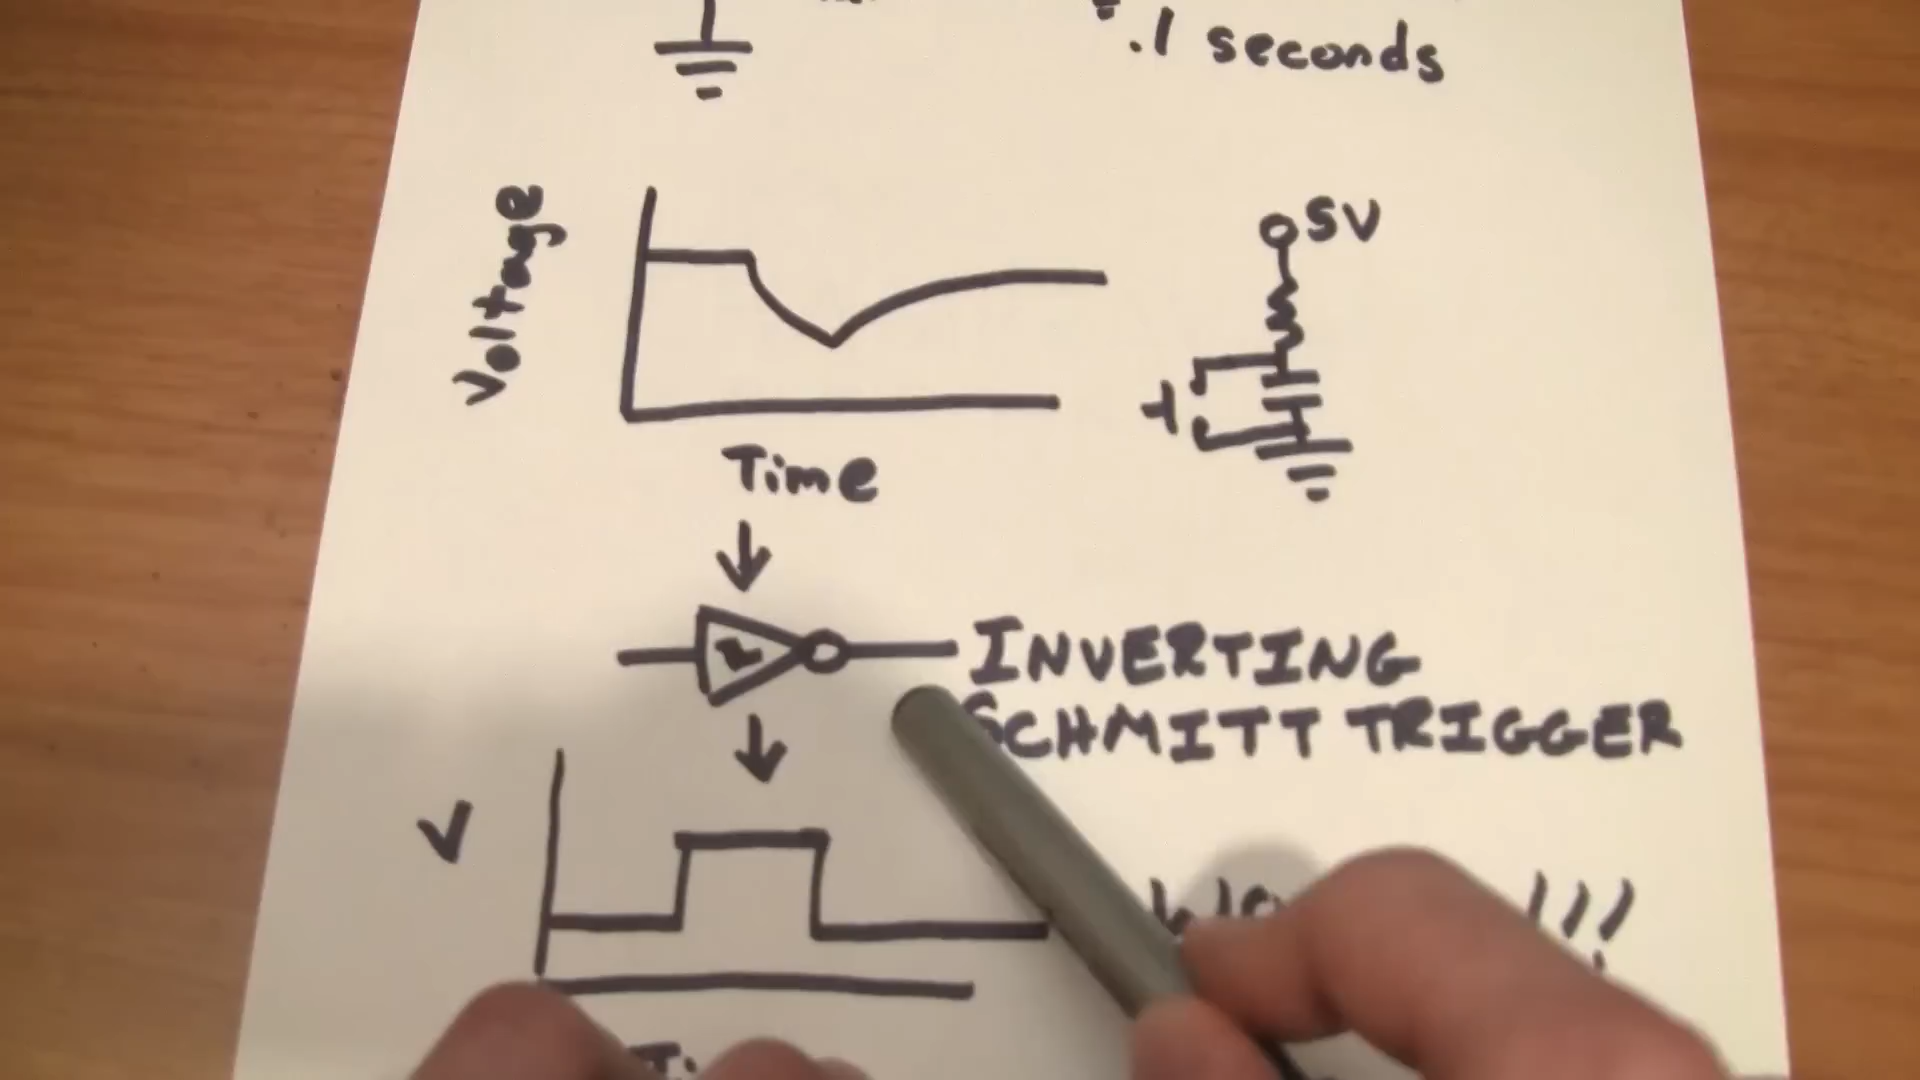 .1 seconds
Voltage
5V
Time
INVERTING
SCHMITT TRIGGER
V
!!!